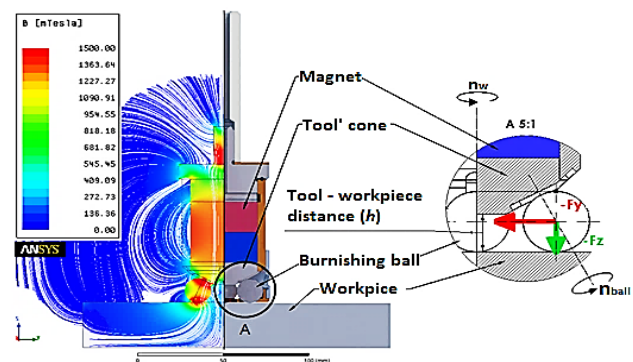 B [mTesla]
1500.00
1363.64
1227.27
1090.91
954.55
818.18
681.82
545.45
409.09
272.73
136.36
0.00
ANSYS
Magnet
Tool' cone
Tool - workpiece
distance (h)
Burnishing ball
Workpice
A
nw
A 5:1
-Fy
-Fz
nball
0
50
100 (mm)